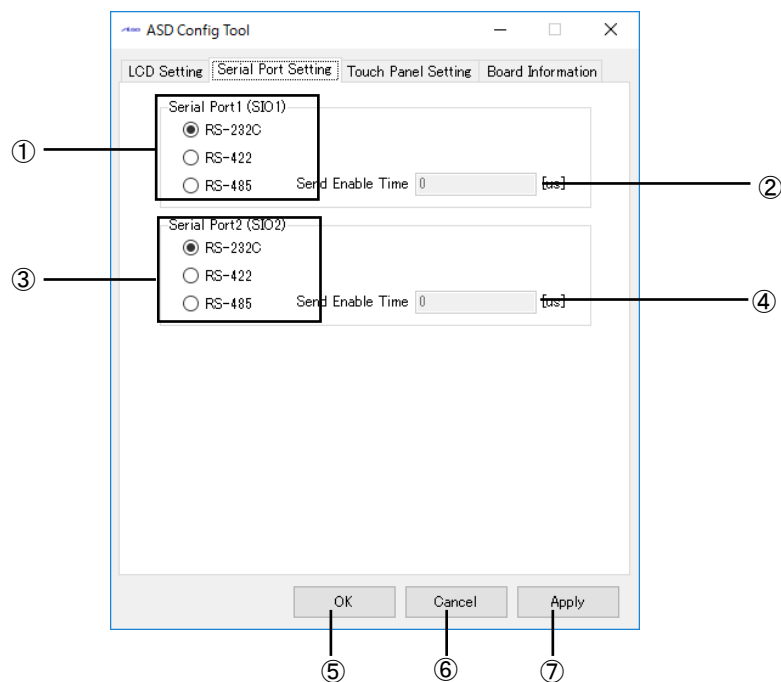 ASD Config Tool
LCD Setting Serial Port Setting Touch Panel Setting Board Information
Serial Port1 (SIO1)
RS-232C
①
RS-422
RS-485 Send Enable Time 0 [us]
②
Serial Port2 (SIO2)
RS-232C
③
RS-422
RS-485 Send Enable Time 0 [us]
④
OK Cancel Apply
⑤ ⑥ ⑦